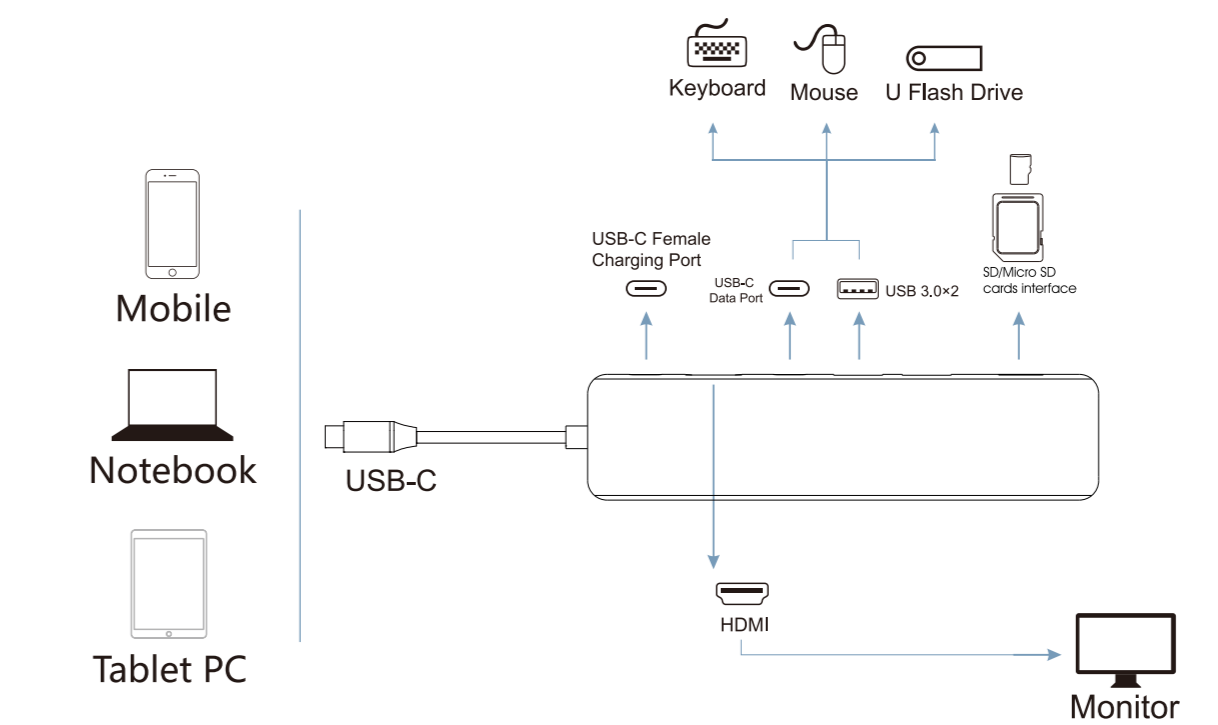 Keyboard
Mouse
U Flash Drive
USB-C Female
Charging Port
USB-C
Data Port
USB 3.0×2
SD/Micro SD
cards interface
Mobile
Notebook
Tablet PC
USB-C
HDMI
Monitor